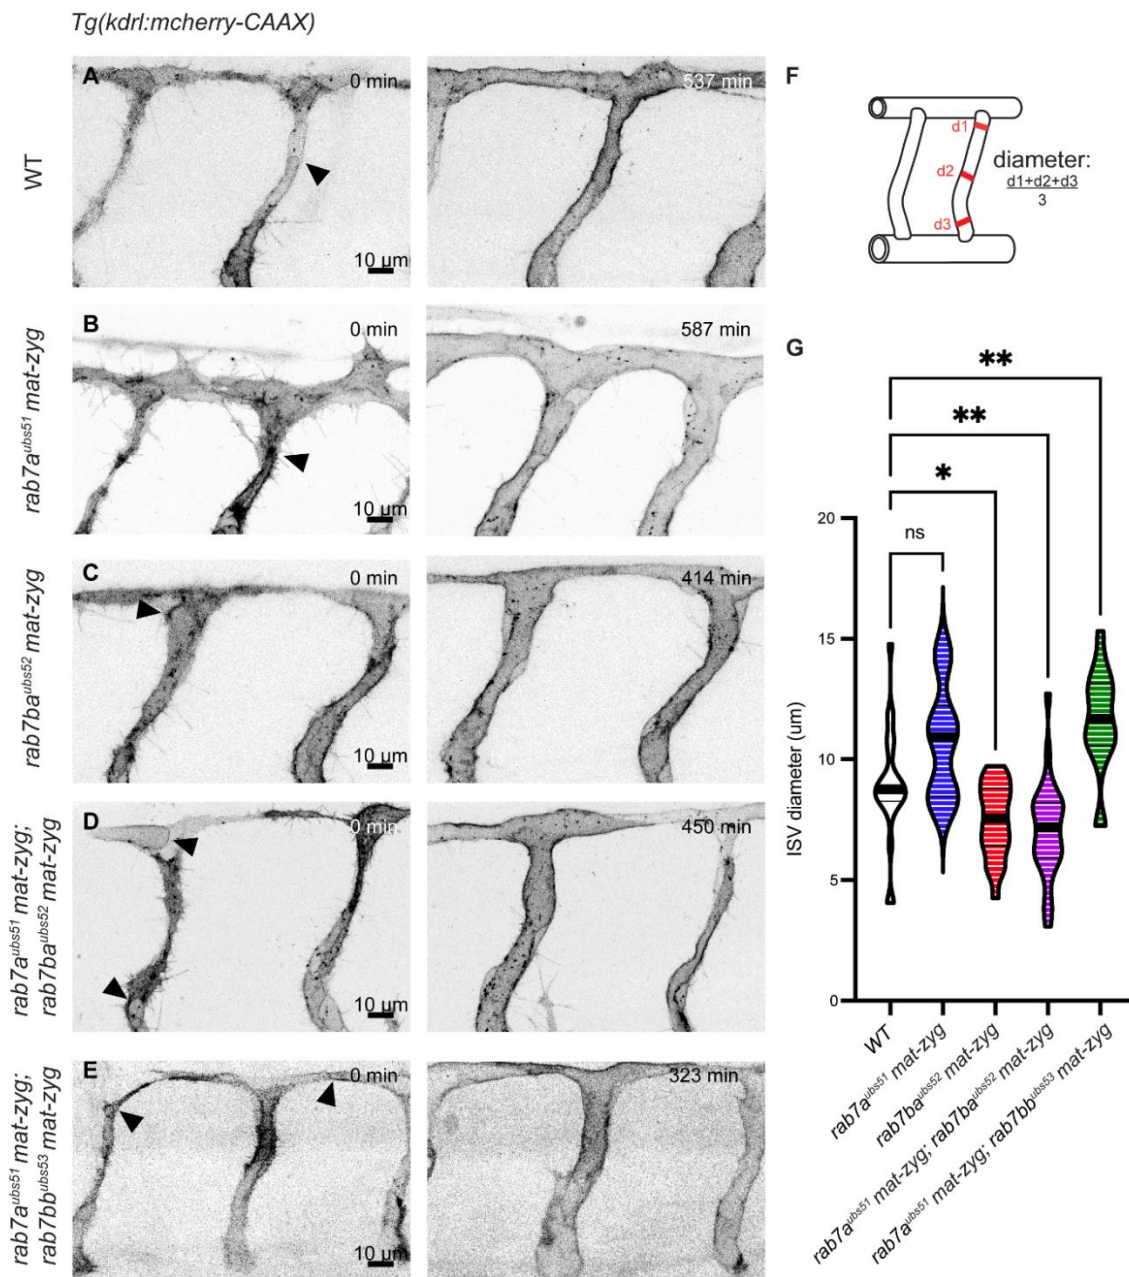 Tg(kdrl:mcherry-CAAX)
WT
A
0 min
10 µm
537 min
rab7a^ubs51 mat-zyg
B
0 min
10 µm
587 min
rab7ba^ubs52 mat-zyg
C
0 min
10 µm
414 min
rab7a^ubs51 mat-zyg;
rab7ba^ubs52 mat-zyg
D
0 min
10 µm
450 min
rab7a^ubs51 mat-zyg;
rab7bb^ubs53 mat-zyg
E
0 min
10 µm
323 min
F
d1
d2
d3
diameter:
d1+d2+d3
3
G
**
**
*
ns
ISV diameter (um)
20
15
10
5
0
WT
rab7a^ubs51 mat-zyg
rab7ba^ubs52 mat-zyg
rab7a^ubs51 mat-zyg; rab7ba^ubs52 mat-zyg
rab7a^ubs51 mat-zyg; rab7bb^ubs53 mat-zyg